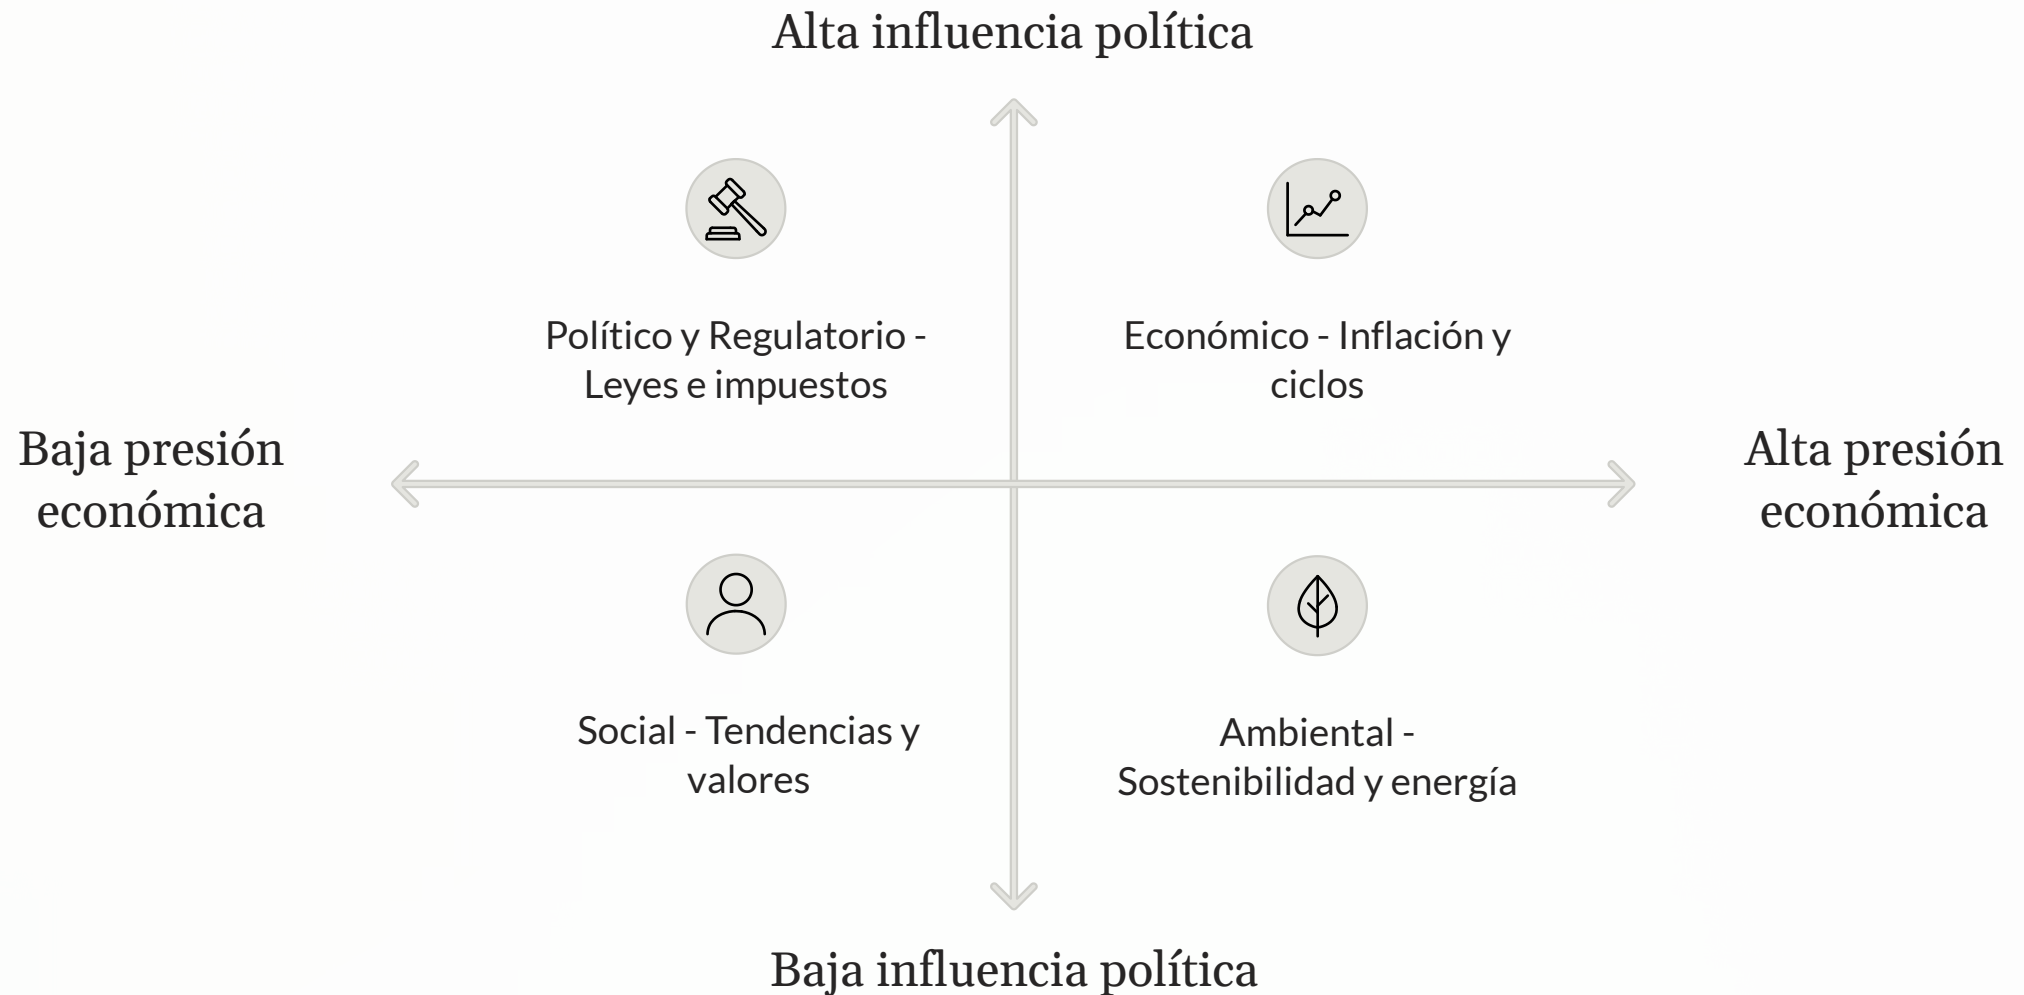 Alta influencia política
Político y Regulatorio -
Leyes e impuestos
Económico - Inflación y
ciclos
Baja presión
económica
Alta presión
económica
Social - Tendencias y
valores
Ambiental -
Sostenibilidad y energía
Baja influencia política